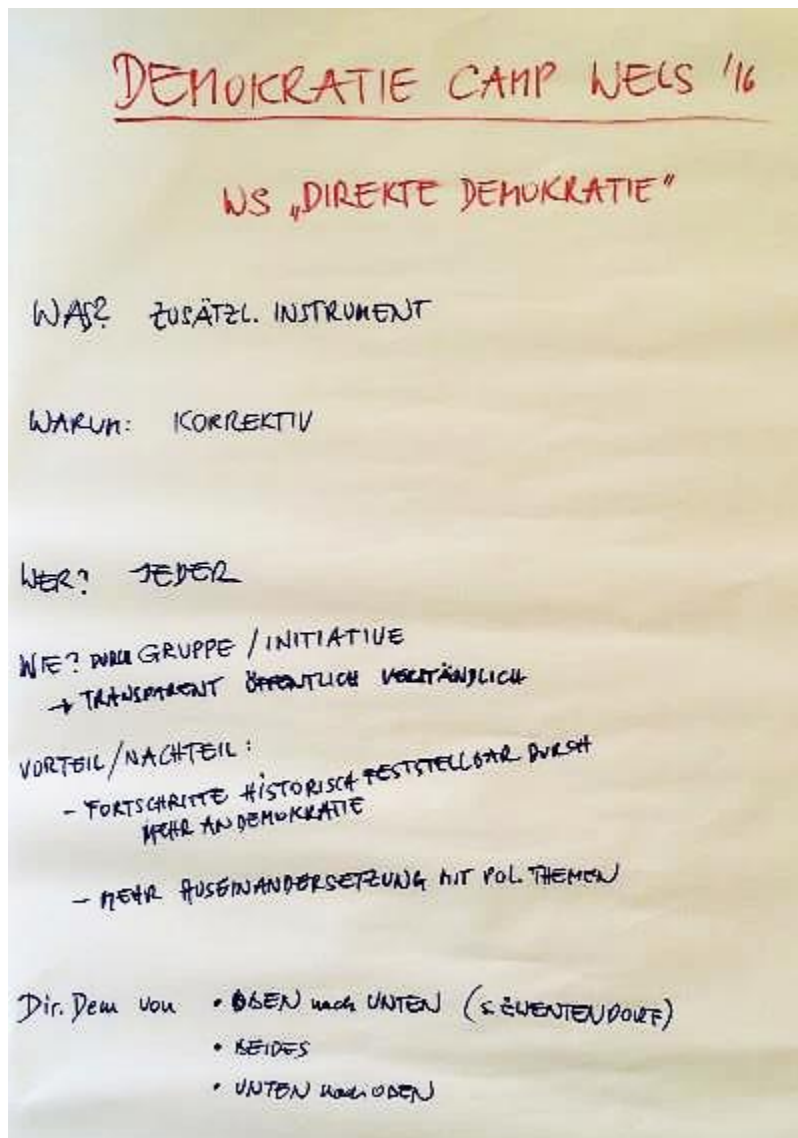 DEMOKRATIE CAMP WELS '16
WS „DIREKTE DEMOKRATIE"
WAS? ZUSÄTZL. INSTRUMENT
WARUM: KORREKTIV
WER? JEDER
WIE? DURCH GRUPPE / INITIATIVE
→ TRANSPARENT ÖFFENTLICH VERSTÄNDLICH
VORTEIL/NACHTEIL:
- FORTSCHRITTE HISTORISCH FESTSTELLBAR DURCH
MEHR AN DEMOKRATIE
- MEHR AUSEINANDERSETZUNG MIT POL. THEMEN
Dir. Dem von • OBEN nach UNTEN (s. ZWENTENDORF)
• BEIDES
• UNTEN nach OBEN